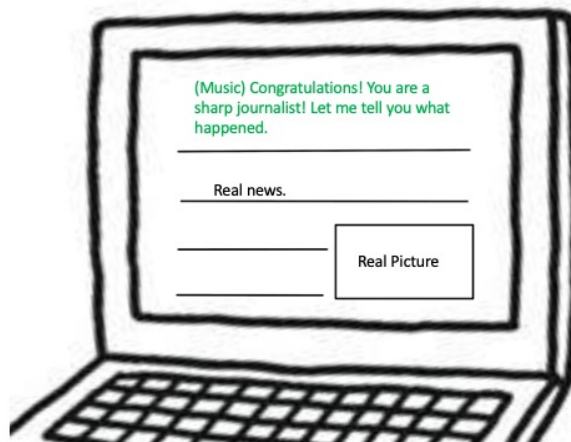 (Music) Congratulations! You are a
sharp journalist! Let me tell you what
happened.
Real news.
Real Picture